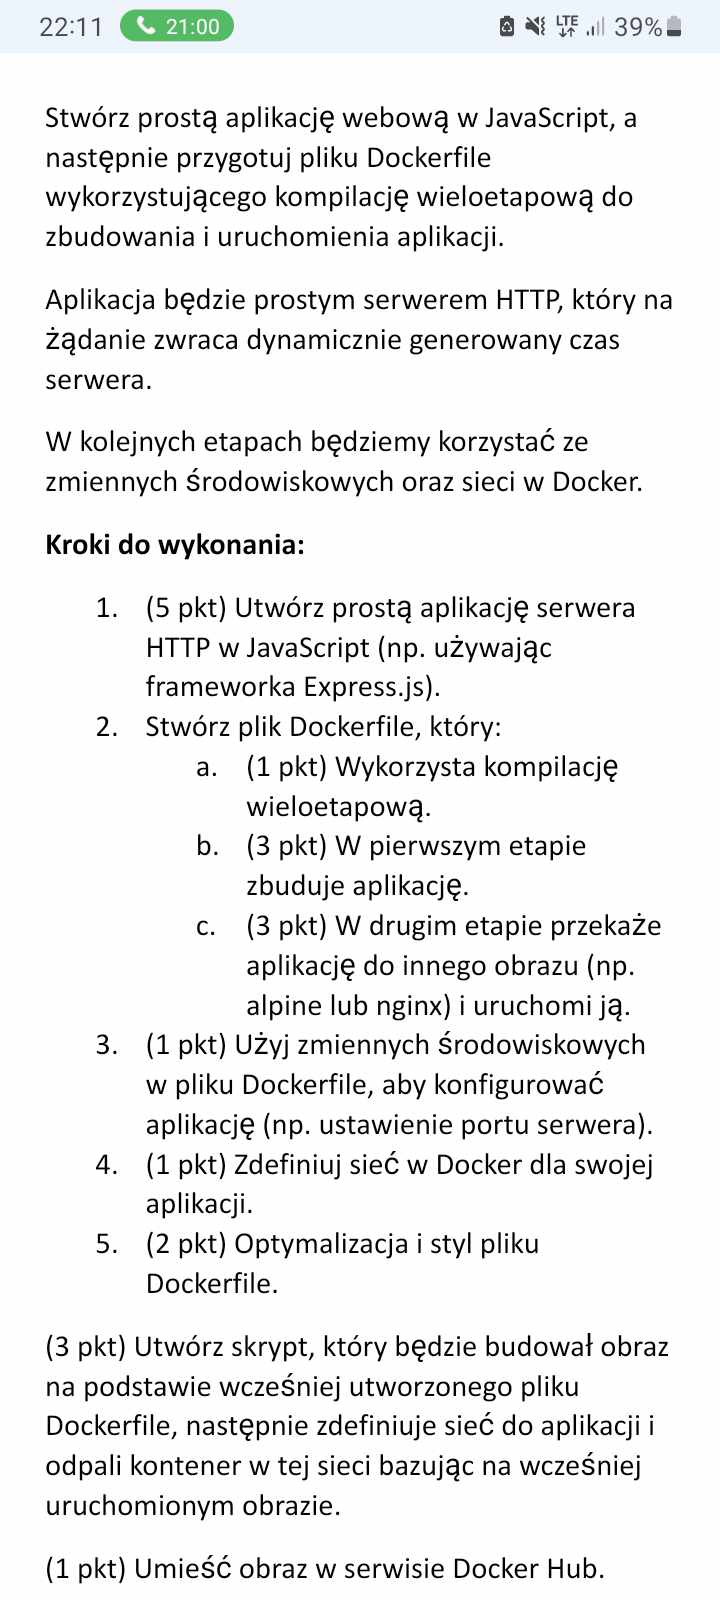 22:11 21:00 LTE 39%
Stwórz prostą aplikację webową w JavaScript, a
następnie przygotuj pliku Dockerfile
wykorzystującego kompilację wieloetapową do
zbudowania i uruchomienia aplikacji.
Aplikacja będzie prostym serwerem HTTP, który na
żądanie zwraca dynamicznie generowany czas
serwera.
W kolejnych etapach będziemy korzystać ze
zmiennych środowiskowych oraz sieci w Docker.
Kroki do wykonania:
1. (5 pkt) Utwórz prostą aplikację serwera
HTTP w JavaScript (np. używając
frameworka Express.js).
2. Stwórz plik Dockerfile, który:
a. (1 pkt) Wykorzysta kompilację
wieloetapową.
b. (3 pkt) W pierwszym etapie
zbuduje aplikację.
c. (3 pkt) W drugim etapie przekaże
aplikację do innego obrazu (np.
alpine lub nginx) i uruchomi ją.
3. (1 pkt) Użyj zmiennych środowiskowych
w pliku Dockerfile, aby konfigurować
aplikację (np. ustawienie portu serwera).
4. (1 pkt) Zdefiniuj sieć w Docker dla swojej
aplikacji.
5. (2 pkt) Optymalizacja i styl pliku
Dockerfile.
(3 pkt) Utwórz skrypt, który będzie budował obraz
na podstawie wcześniej utworzonego pliku
Dockerfile, następnie zdefiniuje sieć do aplikacji i
odpali kontener w tej sieci bazując na wcześniej
uruchomionym obrazie.
(1 pkt) Umieść obraz w serwisie Docker Hub.